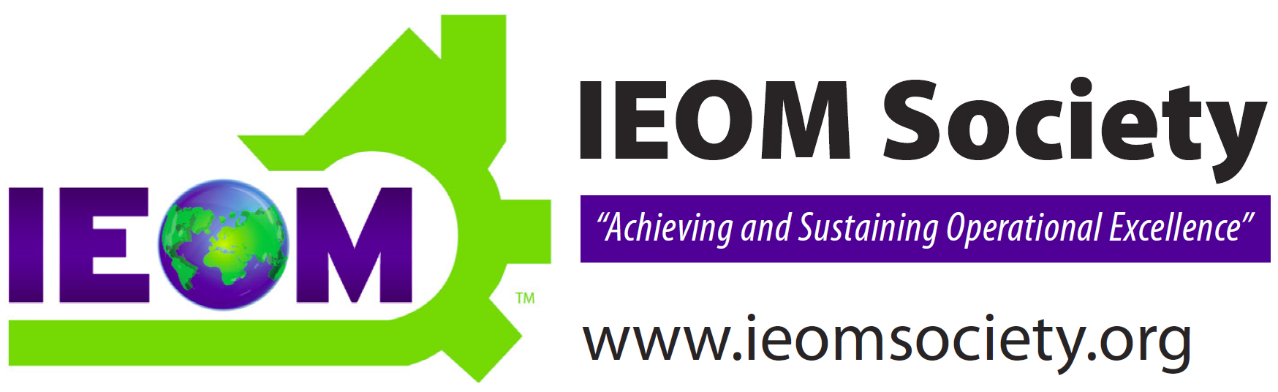 IEOM
TM
IEOM Society
“Achieving and Sustaining Operational Excellence”
www.ieomsociety.org